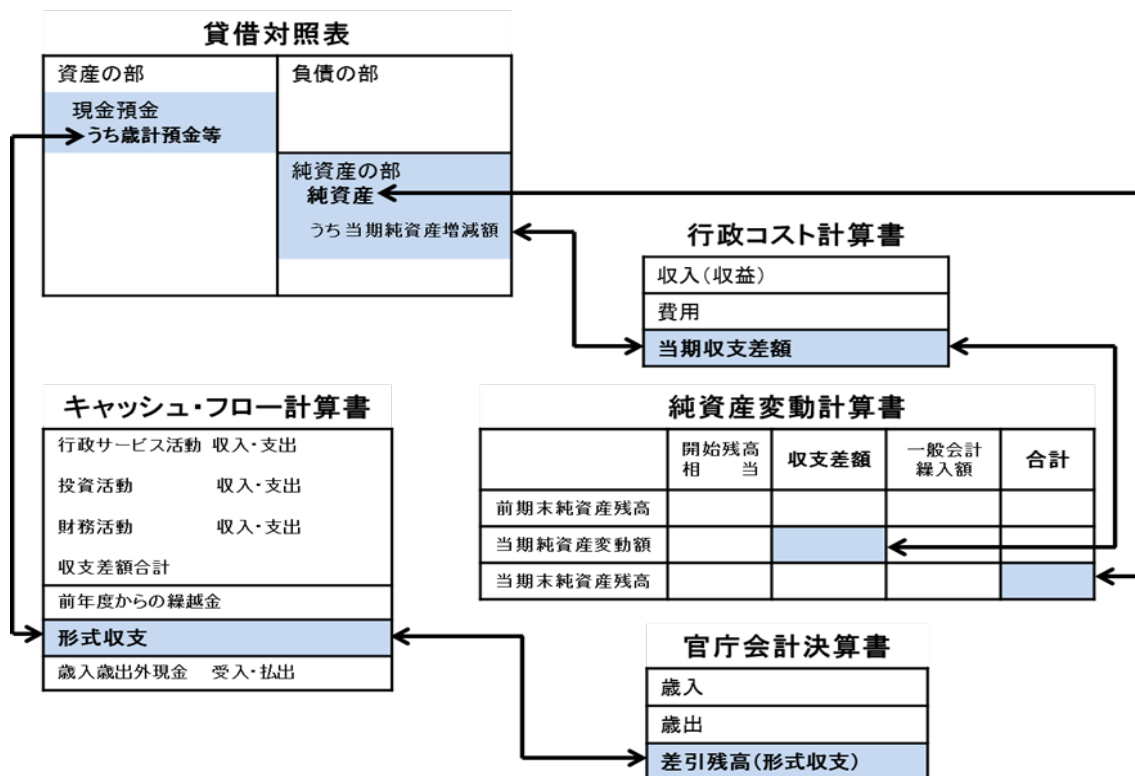 貸借対照表
資産の部
負債の部
現金預金
うち歳計預金等
純資産の部
純資産
うち当期純資産増減額
行政コスト計算書
収入(収益)
費用
当期収支差額
キャッシュ・フロー計算書
行政サービス活動 収入・支出
投資活動 収入・支出
財務活動 収入・支出
収支差額合計
前年度からの繰越金
形式収支
歳入歳出外現金 受入・払出
純資産変動計算書
開始残高
相 当
収支差額
一般会計
繰入額
合計
前期末純資産残高
当期純資産変動額
当期末純資産残高
官庁会計決算書
歳入
歳出
差引残高(形式収支)